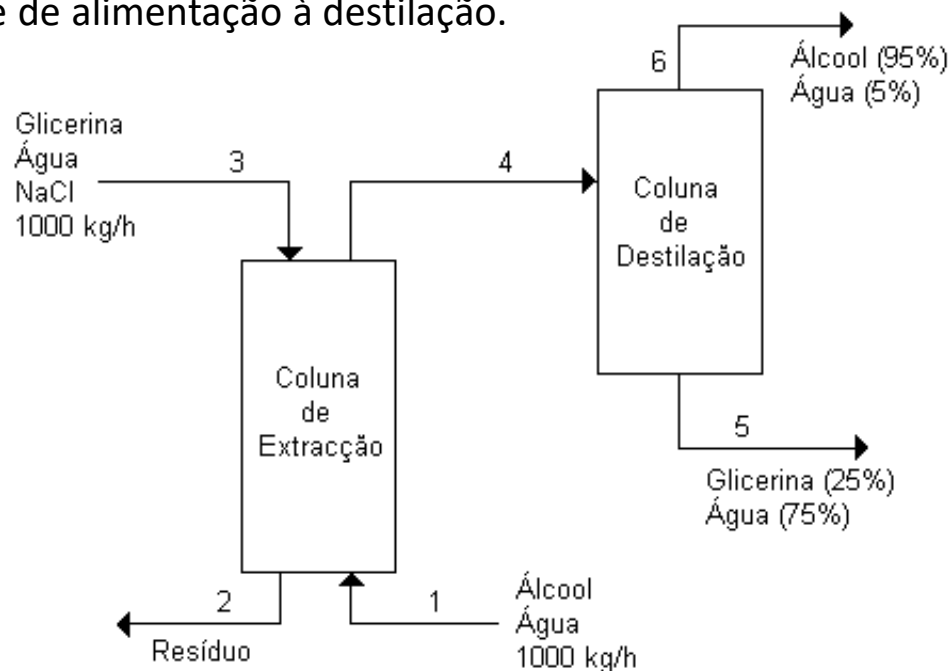 e de alimentação à destilação.
6
Álcool (95%)
Água (5%)
Glicerina
Água
NaCl
1000 kg/h
3
4
Coluna
de
Destilação
Coluna
de
Extracção
5
Glicerina (25%)
Água (75%)
2
Resíduo
1
Álcool
Água
1000 kg/h